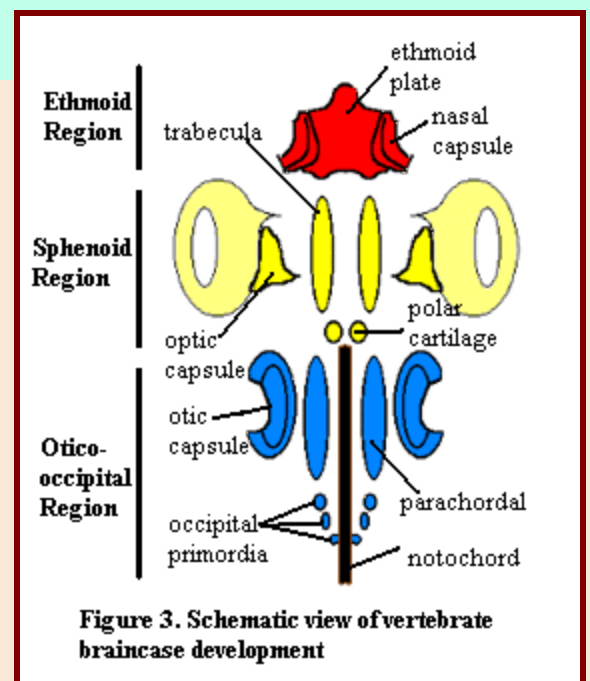 ethmoid
plate
Ethmoid
Region
trabecula
nasal
capsule
Sphenoid
Region
polar
cartilage
optic
capsule
otic
capsule
Otico-
occipital
Region
parachordal
occipital
primordia
notochord
Figure 3. Schematic view of vertebrate
braincase development